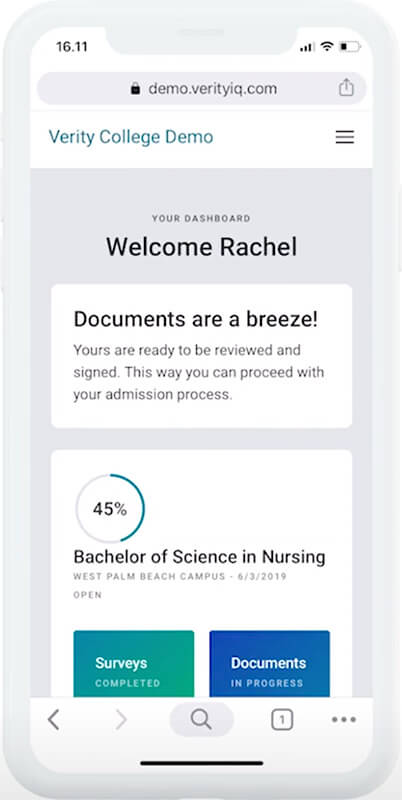 16.11
demo.verityiq.com
Verity College Demo
YOUR DASHBOARD
Welcome Rachel
Documents are a breeze!
Yours are ready to be reviewed and
signed. This way you can proceed with
your admission process.
45%
Bachelor of Science in Nursing
WEST PALM BEACH CAMPUS - 6/3/2019
OPEN
Surveys
COMPLETED
Documents
IN PROGRESS
1